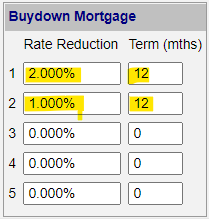 Buydown Mortgage
Rate Reduction Term (mths)
1 2.000% 12
2 1.000% 12
3 0.000% 0
4 0.000% 0
5 0.000% 0